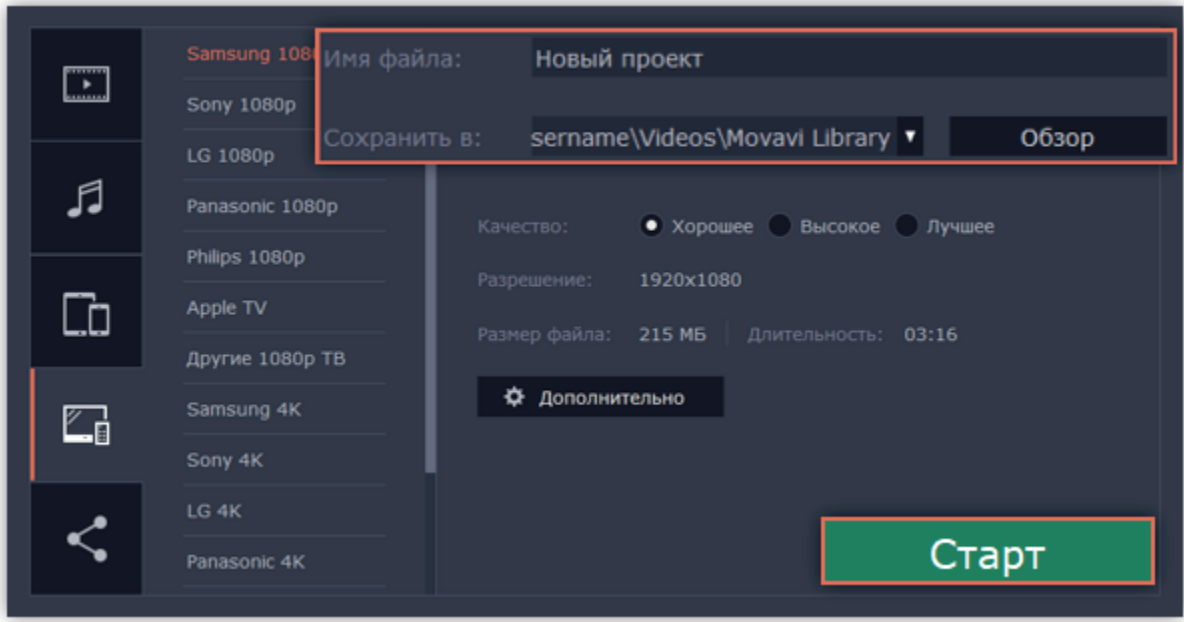 Samsung 108
Имя файла: Новый проект
Sony 1080p
Сохранить в: sername\Videos\Movavi Library Обзор
LG 1080p
Panasonic 1080p
Качество: Хорошее Высокое Лучшее
Philips 1080p
Разрешение: 1920x1080
Apple TV
Размер файла: 215 МБ Длительность: 03:16
Другие 1080p ТВ
Дополнительно
Samsung 4K
Sony 4K
LG 4K
Panasonic 4K
Старт